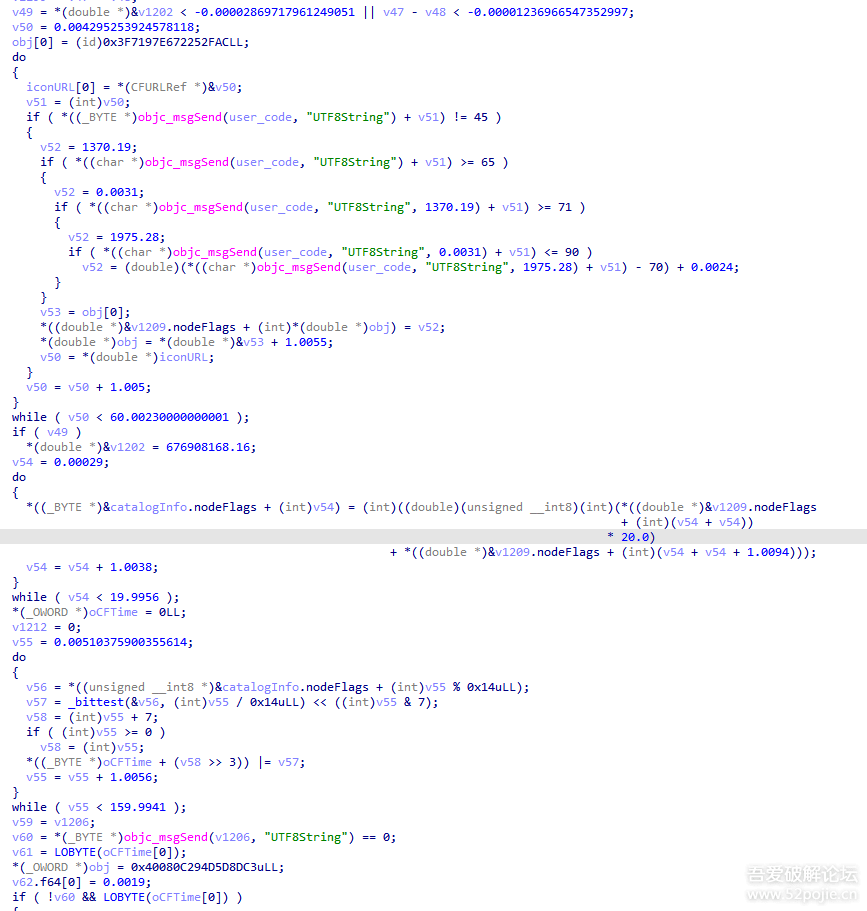 v49 = *(double *)&v1202 < -0.00002869717961249051 || v47 - v48 < -0.00001236966547352997;
v50 = 0.004295253924578118;
obj[0] = (id)0x3F7197E672252FACLL;
do
{
iconURL[0] = *(CFURLRef *)&v50;
v51 = (int)v50;
if ( *((_BYTE *)objc_msgSend(user_code, "UTF8String") + v51) != 45 )
{
v52 = 1370.19;
if ( *((char *)objc_msgSend(user_code, "UTF8String") + v51) >= 65 )
{
v52 = 0.0031;
if ( *((char *)objc_msgSend(user_code, "UTF8String", 1370.19) + v51) >= 71 )
{
v52 = 1975.28;
if ( *((char *)objc_msgSend(user_code, "UTF8String", 0.0031) + v51) <= 90 )
v52 = (double)(*((char *)objc_msgSend(user_code, "UTF8String", 1975.28) + v51) - 70) + 0.0024;
}
}
v53 = obj[0];
*((double *)&v1209.nodeFlags + (int)*(double *)obj) = v52;
*(double *)obj = *(double *)&v53 + 1.0055;
v50 = *(double *)iconURL;
}
v50 = v50 + 1.005;
}
while ( v50 < 60.00230000000001 );
if ( v49 )
*(double *)&v1202 = 676908168.16;
v54 = 0.00029;
do
{
*((_BYTE *)&catalogInfo.nodeFlags + (int)v54) = (int)((double)(unsigned __int8)(int)(*((double *)&v1209.nodeFlags
+ (int)(v54 + v54))
* 20.0)
+ *((double *)&v1209.nodeFlags + (int)(v54 + v54 + 1.0094)));
v54 = v54 + 1.0038;
}
while ( v54 < 19.9956 );
*(_OWORD *)oCFTime = 0LL;
v1212 = 0;
v55 = 0.00510375900355614;
do
{
v56 = *((unsigned __int8 *)&catalogInfo.nodeFlags + (int)v55 % 0x14uLL);
v57 = _bittest(&v56, (int)v55 / 0x14uLL) << ((int)v55 & 7);
v58 = (int)v55 + 7;
if ( (int)v55 >= 0 )
v58 = (int)v55;
*((_BYTE *)oCFTime + (v58 >> 3)) |= v57;
v55 = v55 + 1.0056;
}
while ( v55 < 159.9941 );
v59 = v1206;
v60 = *(_BYTE *)objc_msgSend(v1206, "UTF8String") == 0;
v61 = LOBYTE(oCFTime[0]);
*(_OWORD *)obj = 0x40080C294D5D8DC3uLL;
v62.f64[0] = 0.0019;
if ( !v60 && LOBYTE(oCFTime[0]) )
吾爱破解论坛
www.52pojie.cn